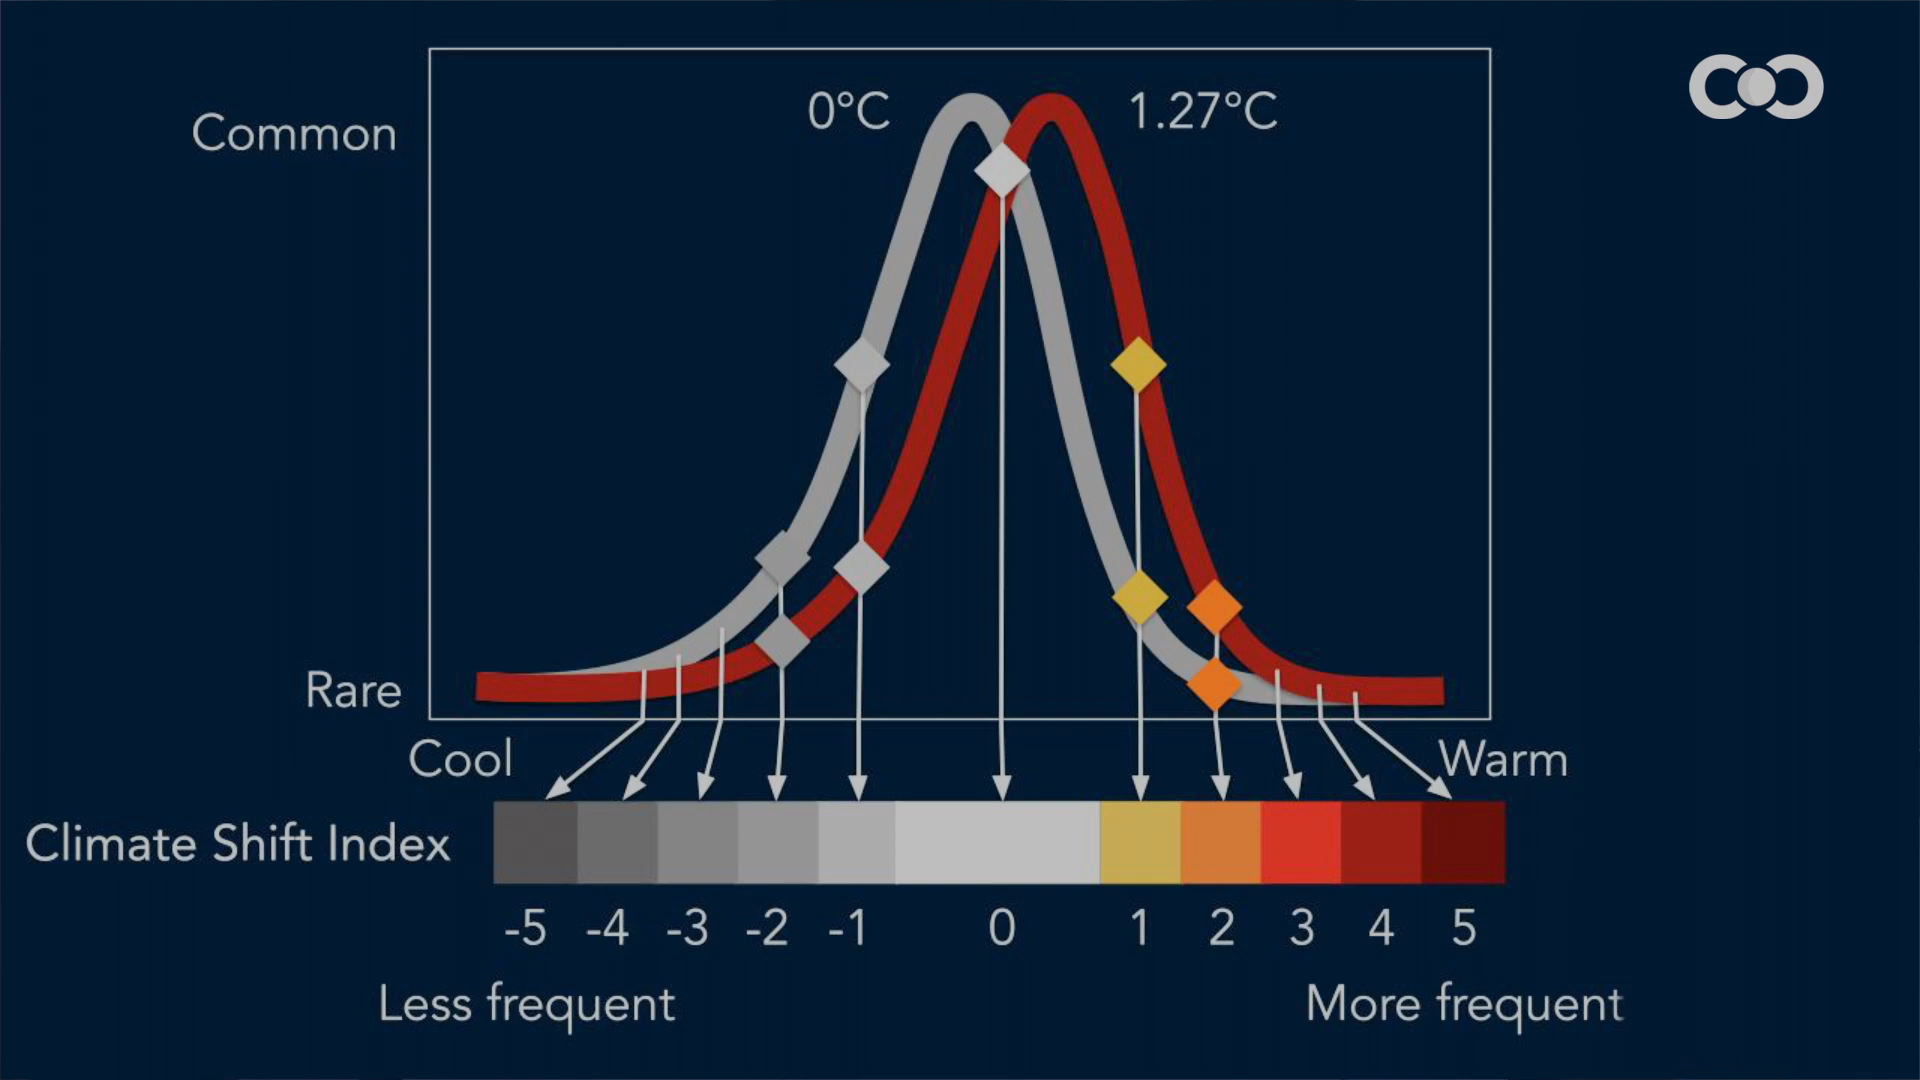 0°C 1.27°C
Common
Rare
Cool Warm
Climate Shift Index
-5 -4 -3 -2 -1 0 1 2 3 4 5
Less frequent More frequent